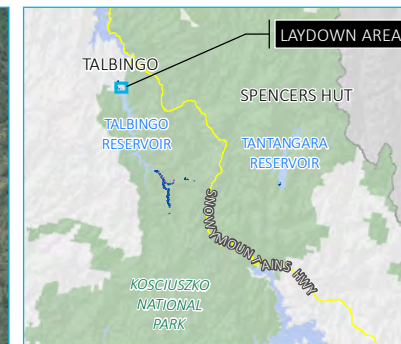 LAYDOWN AREA
TALBINGO
SPENCERS HUT
TALBINGO
RESERVOIR
TANTANGARA
RESERVOIR
SNOWY MOUNTAINS HWY
KOSCIUSZKO
NATIONAL
PARK